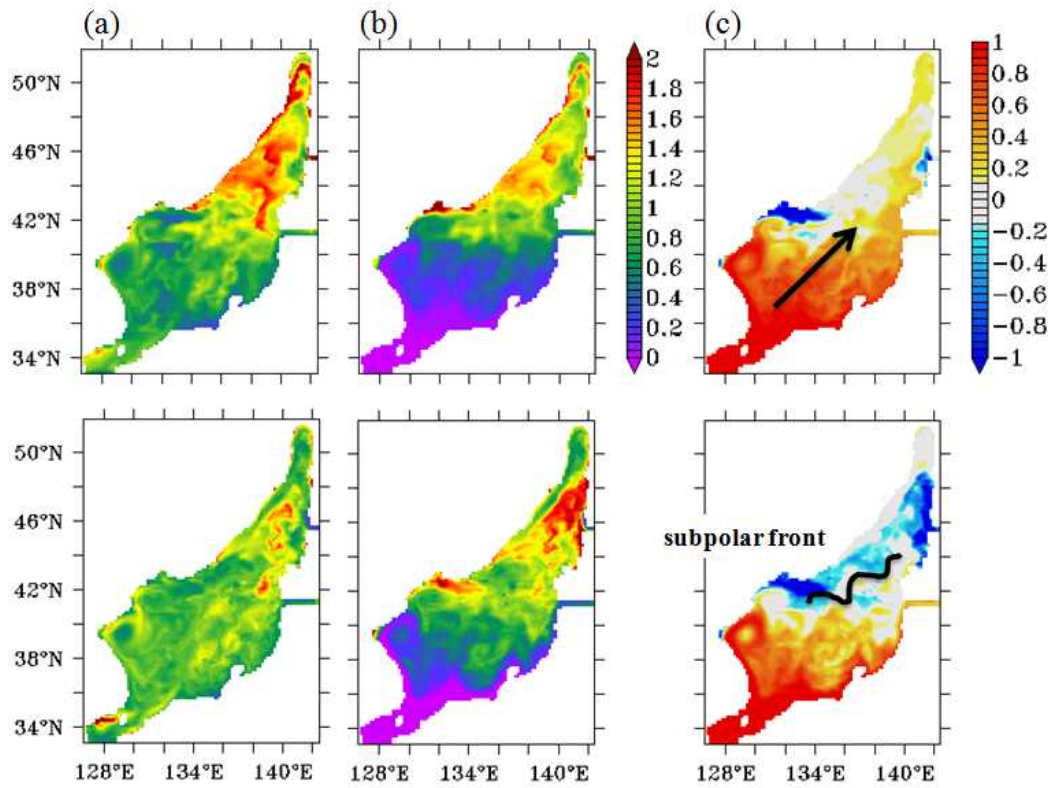 (a) (b) (c)
50°N 2 1
46°N 1.8 0.8
42°N 1.6 0.6
38°N 1.4 0.4
34°N 1.2 0.2
1 0
0.8 −0.2
0.6 −0.4
0.4 −0.6
0.2 −0.8
0 −1
50°N
46°N
subpolar front
42°N
38°N
34°N
128°E 134°E 140°E 128°E 134°E 140°E 128°E 134°E 140°E